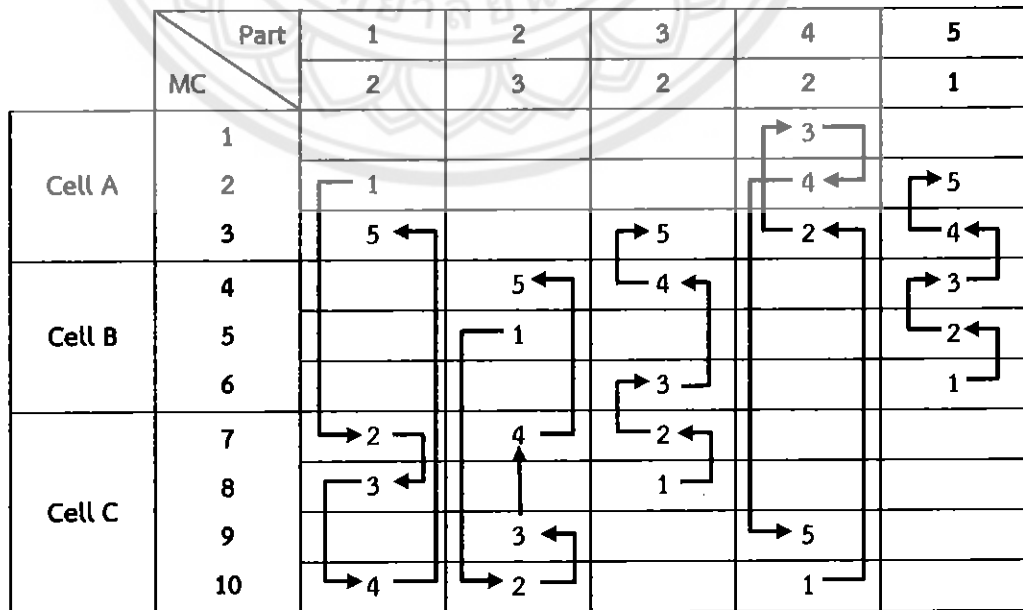 Part 1 2 3 4 5
MC 2 3 2 2 1
1 3
Cell A 2 1 4 5
3 5 5 2 4
4 5 4 3
Cell B 5 1 2
6 3 1
7 2 4 2
8 3 1
Cell C
9 3 5
10 4 2 1